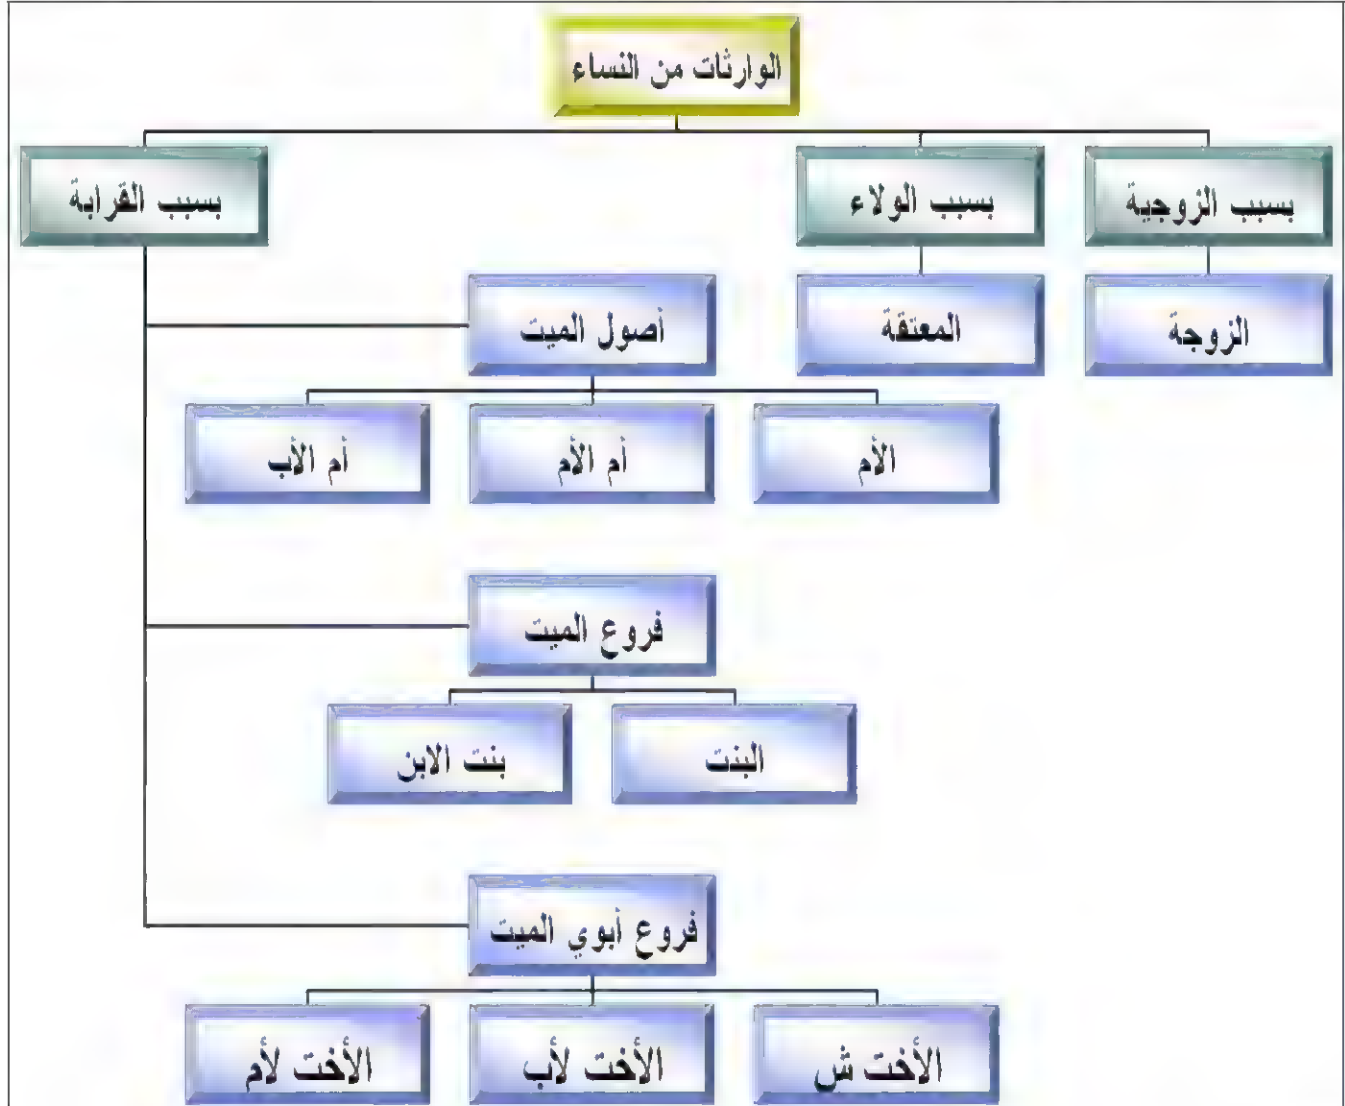 الوارثات من النساء
بسبب الزوجية
بسبب الولاء
بسبب القرابة
الزوجة
المعتقة
أصول الميت
الأم
أم الأم
أم الأب
فروع الميت
البنت
بنت الابن
فروع أبوي الميت
الأخت ش
الأخت لأب
الأخت لأم